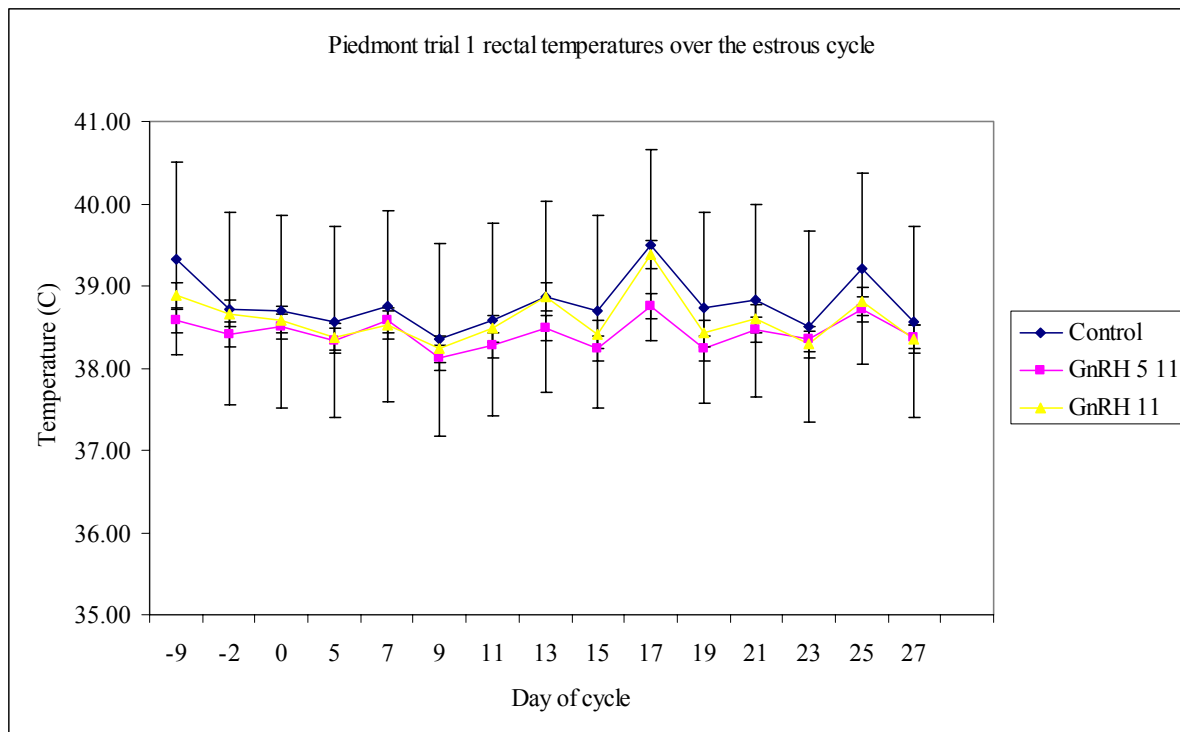 Piedmont trial 1 rectal temperatures over the estrous cycle
Temperature (C)
41.00
40.00
39.00
38.00
37.00
36.00
35.00
-9 -2 0 5 7 9 11 13 15 17 19 21 23 25 27
Day of cycle
Control
GnRH 5 11
GnRH 11